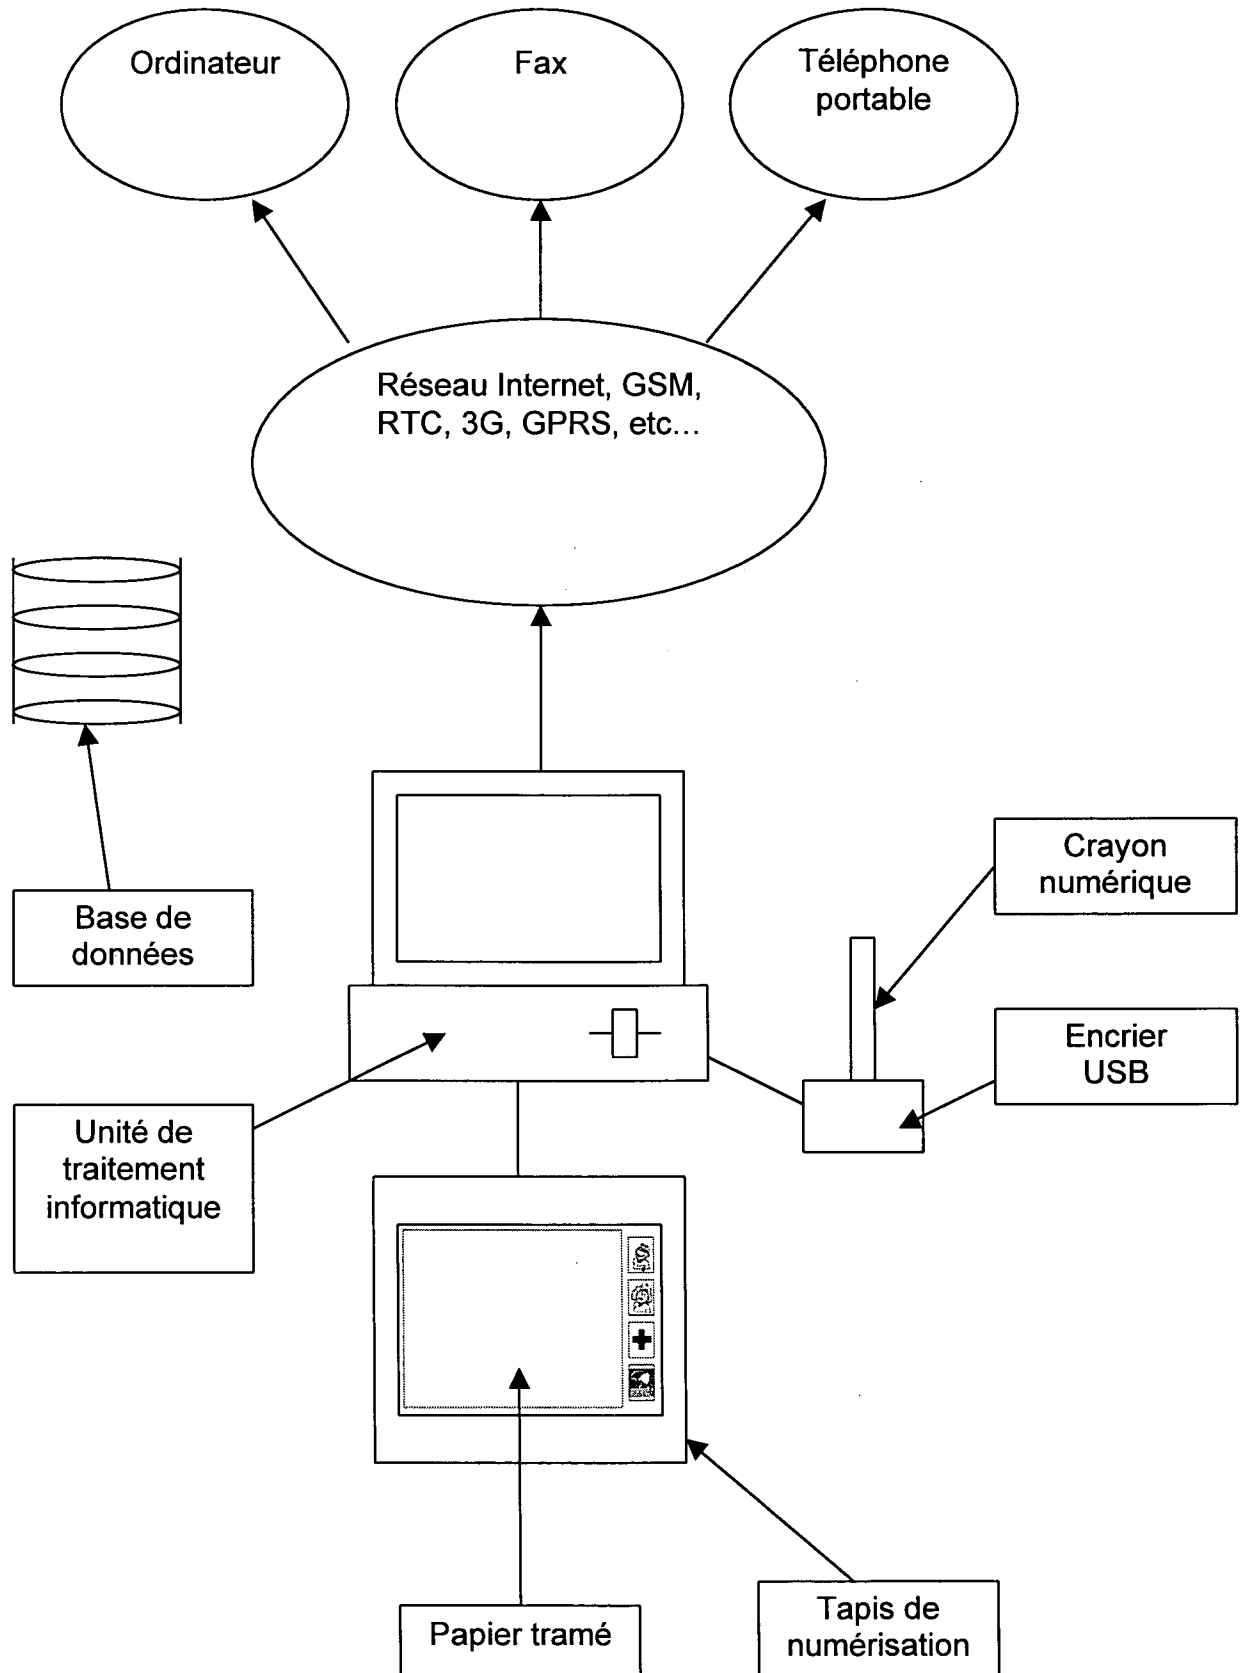 Ordinateur
Fax
Téléphone
portable
Réseau Internet, GSM,
RTC, 3G, GPRS, etc...
Crayon
numérique
Base de
données
Encrier
USB
Unité de
traitement
informatique
Papier tramé
Tapis de
numérisation